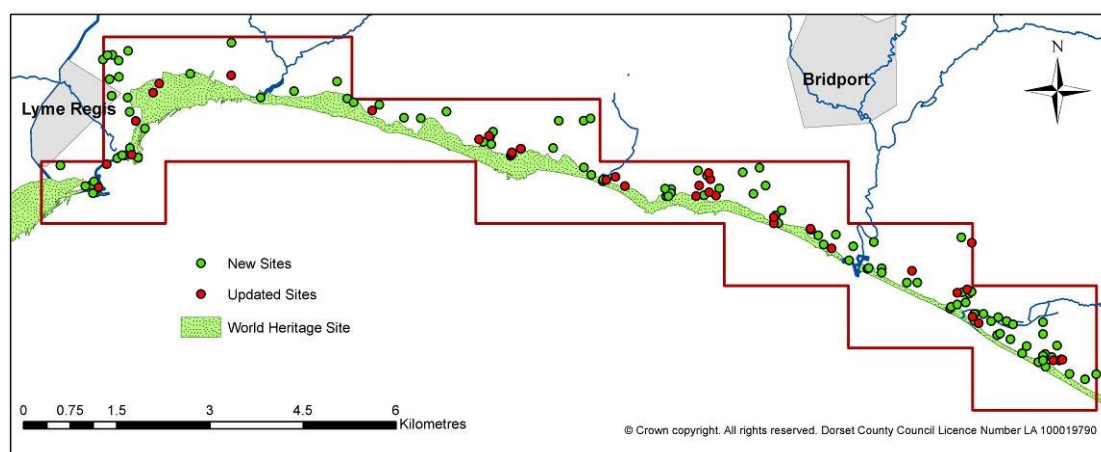 Bridport
N
Lyme Regis
New Sites
Updated Sites
World Heritage Site
0 0.75 1.5 3 4.5 6
Kilometres
© Crown copyright. All rights reserved. Dorset County Council Licence Number LA 100019790